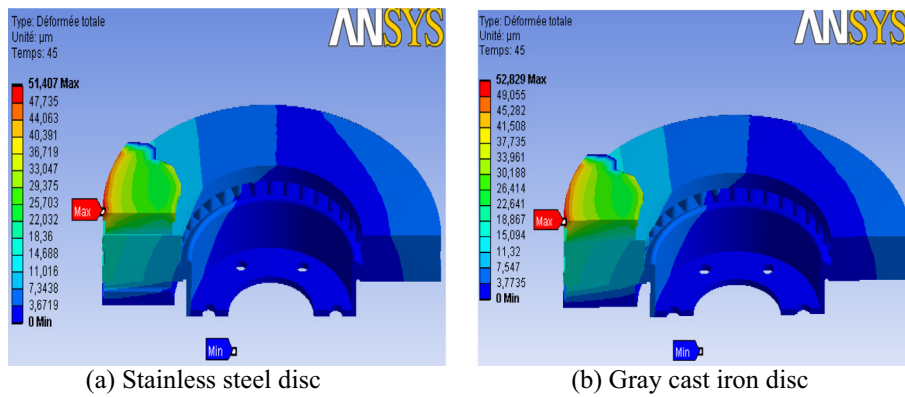 Type: Déformée totale
Unité: µm
Temps: 45
ANSYS
51,407 Max
47,735
44,063
40,391
36,719
33,047
29,375
25,703
22,032
18,36
14,688
11,016
7,3438
3,6719
0 Min
Max
Min
(a) Stainless steel disc
Type: Déformée totale
Unité: µm
Temps: 45
ANSYS
52,829 Max
49,055
45,282
41,508
37,735
33,961
30,188
26,414
22,641
18,867
15,094
11,32
7,547
3,7735
0 Min
Max
Min
(b) Gray cast iron disc